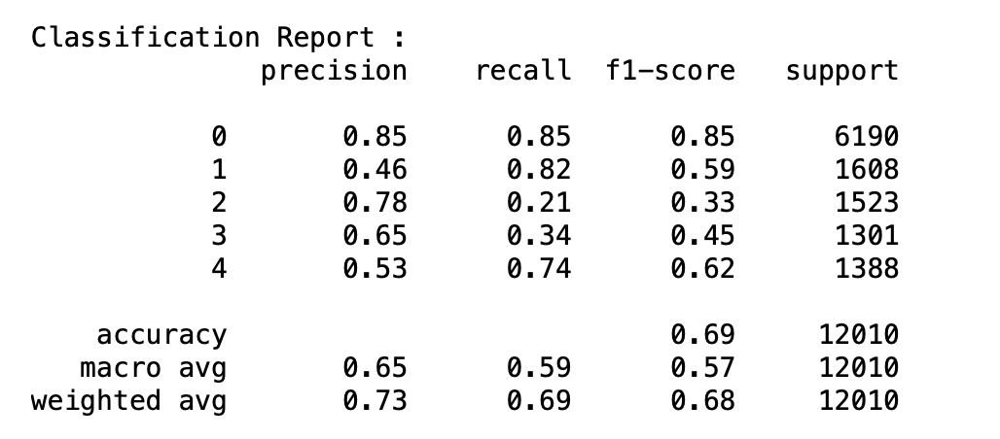 Classification Report :
precision recall f1-score support
0 0.85 0.85 0.85 6190
1 0.46 0.82 0.59 1608
2 0.78 0.21 0.33 1523
3 0.65 0.34 0.45 1301
4 0.53 0.74 0.62 1388
accuracy 0.69 12010
macro avg 0.65 0.59 0.57 12010
weighted avg 0.73 0.69 0.68 12010